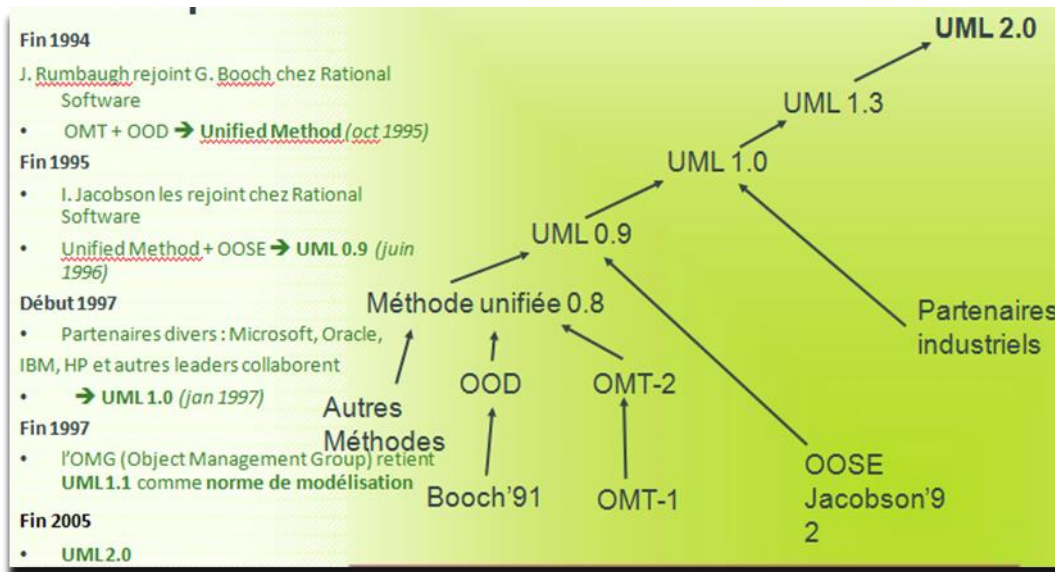 Fin 1994
J. Rumbaugh rejoint G. Booch chez Rational
Software
• OMT + OOD ➔ Unified Method (oct 1995)
Fin 1995
• I. Jacobson les rejoint chez Rational
Software
• Unified Method + OOSE ➔ UML 0.9 (juin
1996)
Début 1997
• Partenaires divers : Microsoft, Oracle,
IBM, HP et autres leaders collaborent
• ➔ UML 1.0 (jan 1997)
Fin 1997
• l'OMG (Object Management Group) retient
UML 1.1 comme norme de modélisation
Fin 2005
• UML 2.0
UML 2.0
UML 1.3
UML 1.0
UML 0.9
Méthode unifiée 0.8
Partenaires
industriels
OOD
OMT-2
Autres
Méthodes
Booch'91
OMT-1
OOSE
Jacobson'9
2